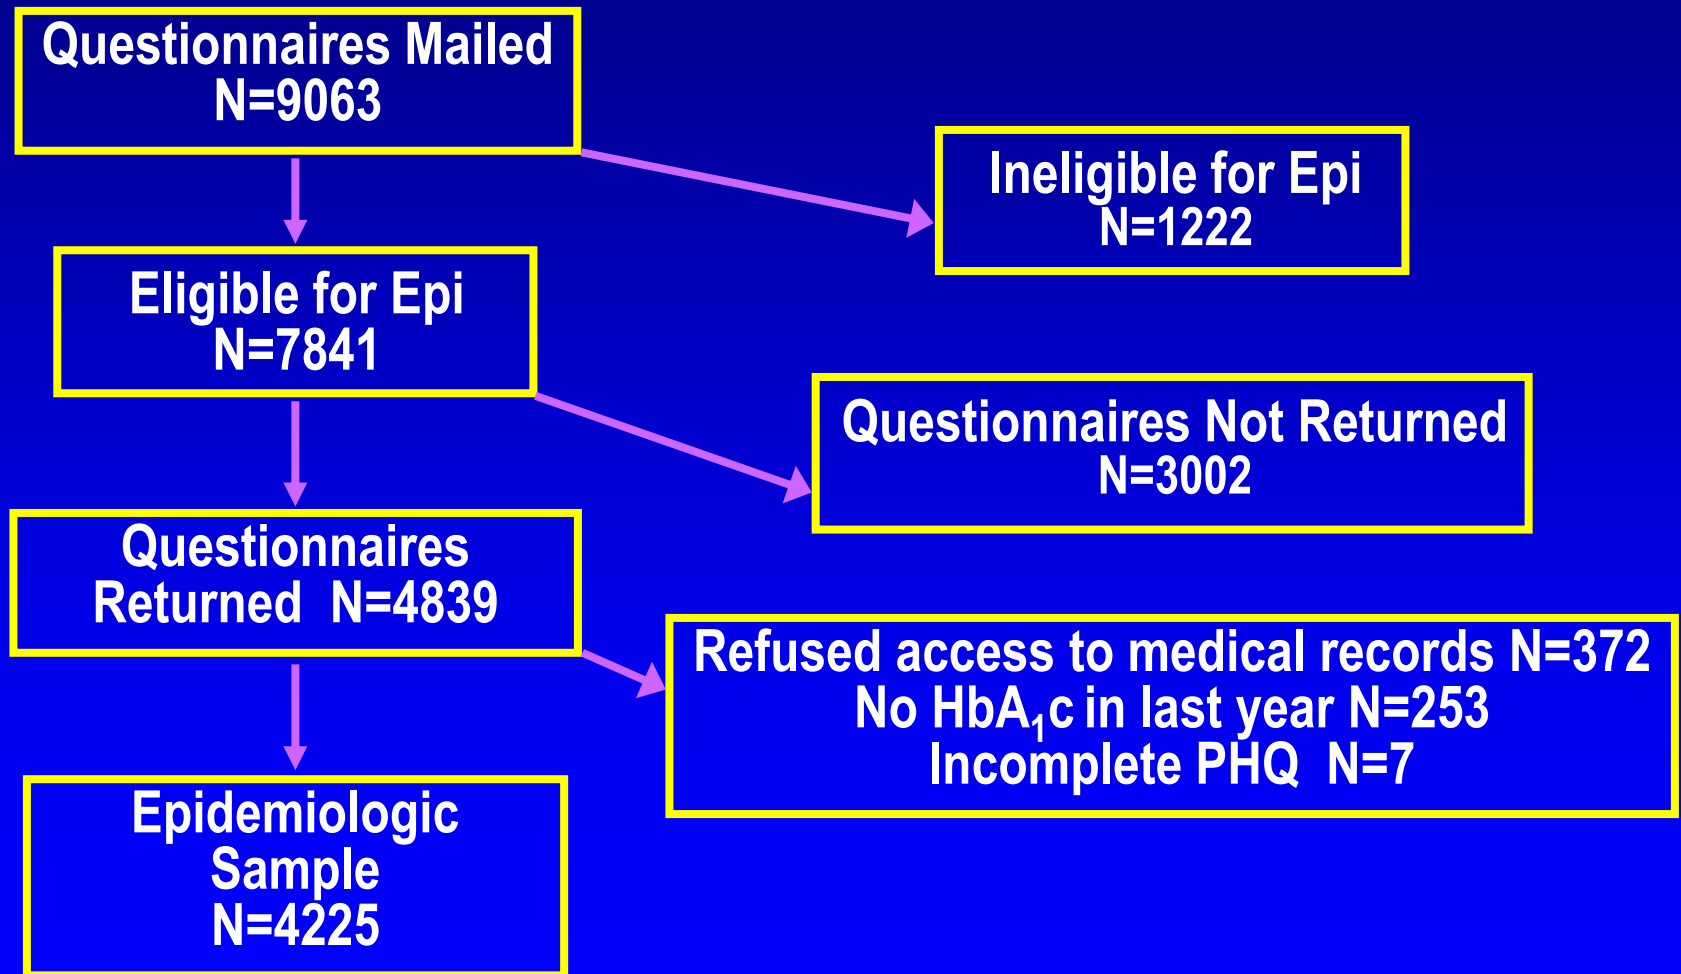 Questionnaires Mailed
N=9063
Ineligible for Epi
N=1222
Eligible for Epi
N=7841
Questionnaires Not Returned
N=3002
Questionnaires
Returned N=4839
Refused access to medical records N=372
No HbA₁c in last year N=253
Incomplete PHQ N=7
Epidemiologic
Sample
N=4225